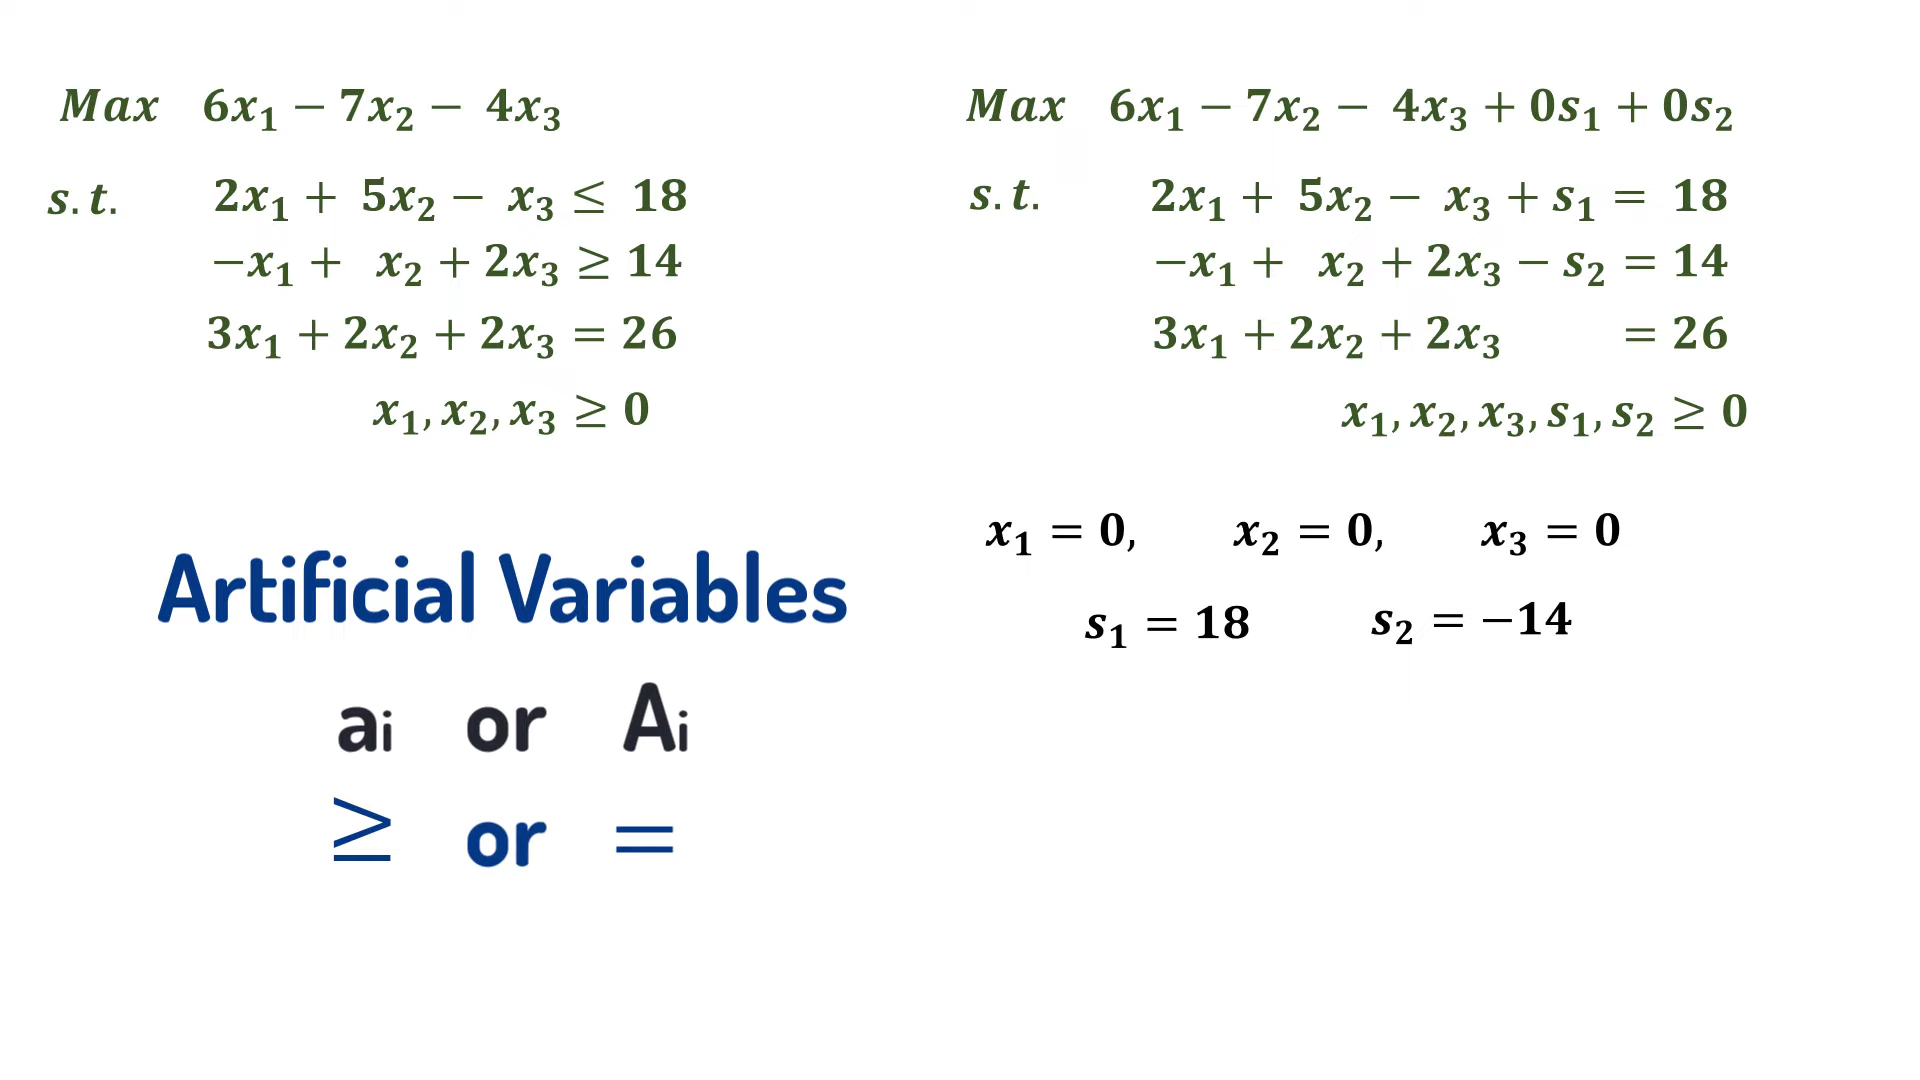 Max 6x₁ − 7x₂ − 4x₃
s.t. 2x₁ + 5x₂ − x₃ ≤ 18
−x₁ + x₂ + 2x₃ ≥ 14
3x₁ + 2x₂ + 2x₃ = 26
x₁, x₂, x₃ ≥ 0
Artificial Variables
aᵢ or Aᵢ
≥ or =
Max 6x₁ − 7x₂ − 4x₃ + 0s₁ + 0s₂
s.t. 2x₁ + 5x₂ − x₃ + s₁ = 18
−x₁ + x₂ + 2x₃ − s₂ = 14
3x₁ + 2x₂ + 2x₃ = 26
x₁, x₂, x₃, s₁, s₂ ≥ 0
x₁ = 0, x₂ = 0, x₃ = 0
s₁ = 18 s₂ = −14